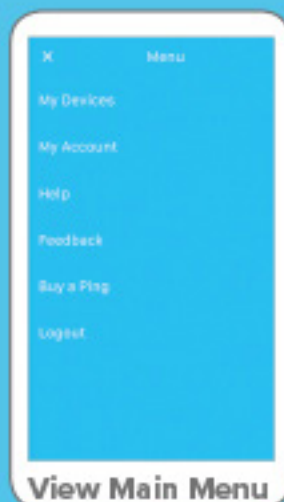 × Menu
My Devices
My Account
Help
Feedback
Buy a Ping
Logout
View Main Menu